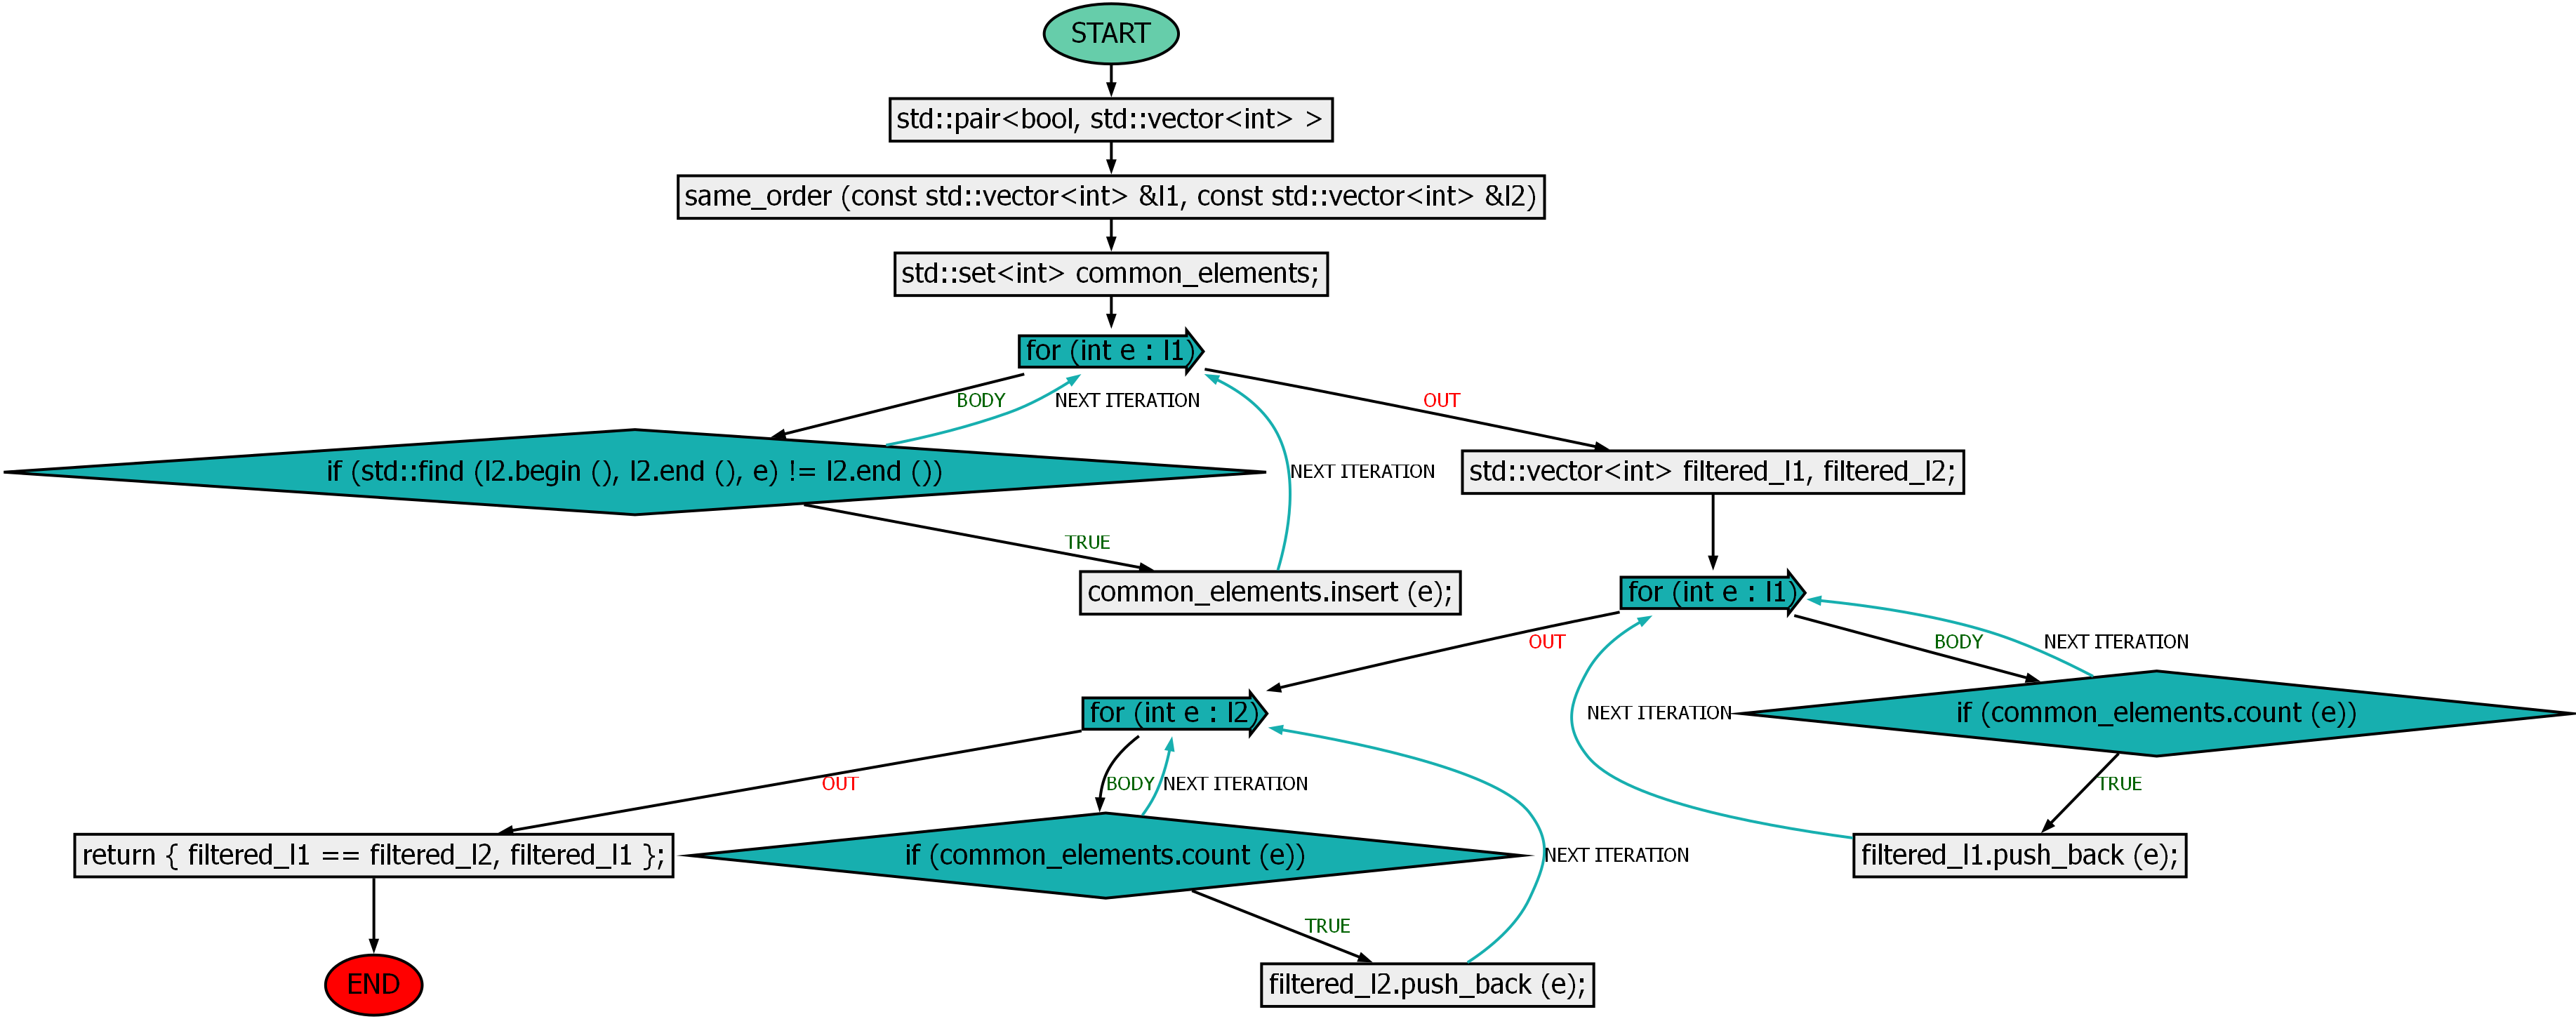 START
std::pair<bool, std::vector<int> >
same_order (const std::vector<int> &l1, const std::vector<int> &l2)
std::set<int> common_elements;
for (int e : l1)
BODY
NEXT ITERATION
OUT
if (std::find (l2.begin (), l2.end (), e) != l2.end ())
NEXT ITERATION
std::vector<int> filtered_l1, filtered_l2;
TRUE
common_elements.insert (e);
for (int e : l1)
OUT
BODY
NEXT ITERATION
for (int e : l2)
NEXT ITERATION
if (common_elements.count (e))
OUT
BODY
NEXT ITERATION
TRUE
return { filtered_l1 == filtered_l2, filtered_l1 };
if (common_elements.count (e))
NEXT ITERATION
filtered_l1.push_back (e);
TRUE
END
filtered_l2.push_back (e);